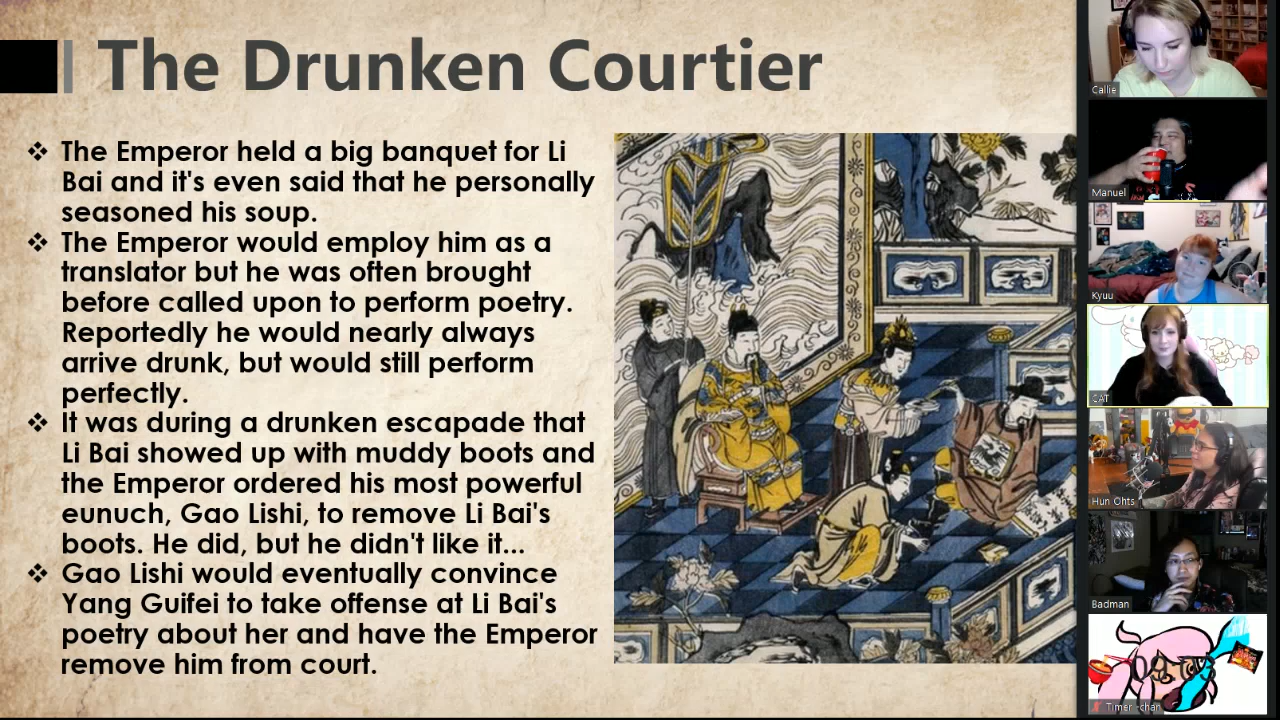 The Drunken Courtier
❖ The Emperor held a big banquet for Li
Bai and it's even said that he personally
seasoned his soup.
❖ The Emperor would employ him as a
translator but he was often brought
before called upon to perform poetry.
Reportedly he would nearly always
arrive drunk, but would still perform
perfectly.
❖ It was during a drunken escapade that
Li Bai showed up with muddy boots and
the Emperor ordered his most powerful
eunuch, Gao Lishi, to remove Li Bai's
boots. He did, but he didn't like it...
❖ Gao Lishi would eventually convince
Yang Guifei to take offense at Li Bai's
poetry about her and have the Emperor
remove him from court.
Callie
Manuel
Kyuu
CAT
Hun Ohts
Badman
Timer-chan